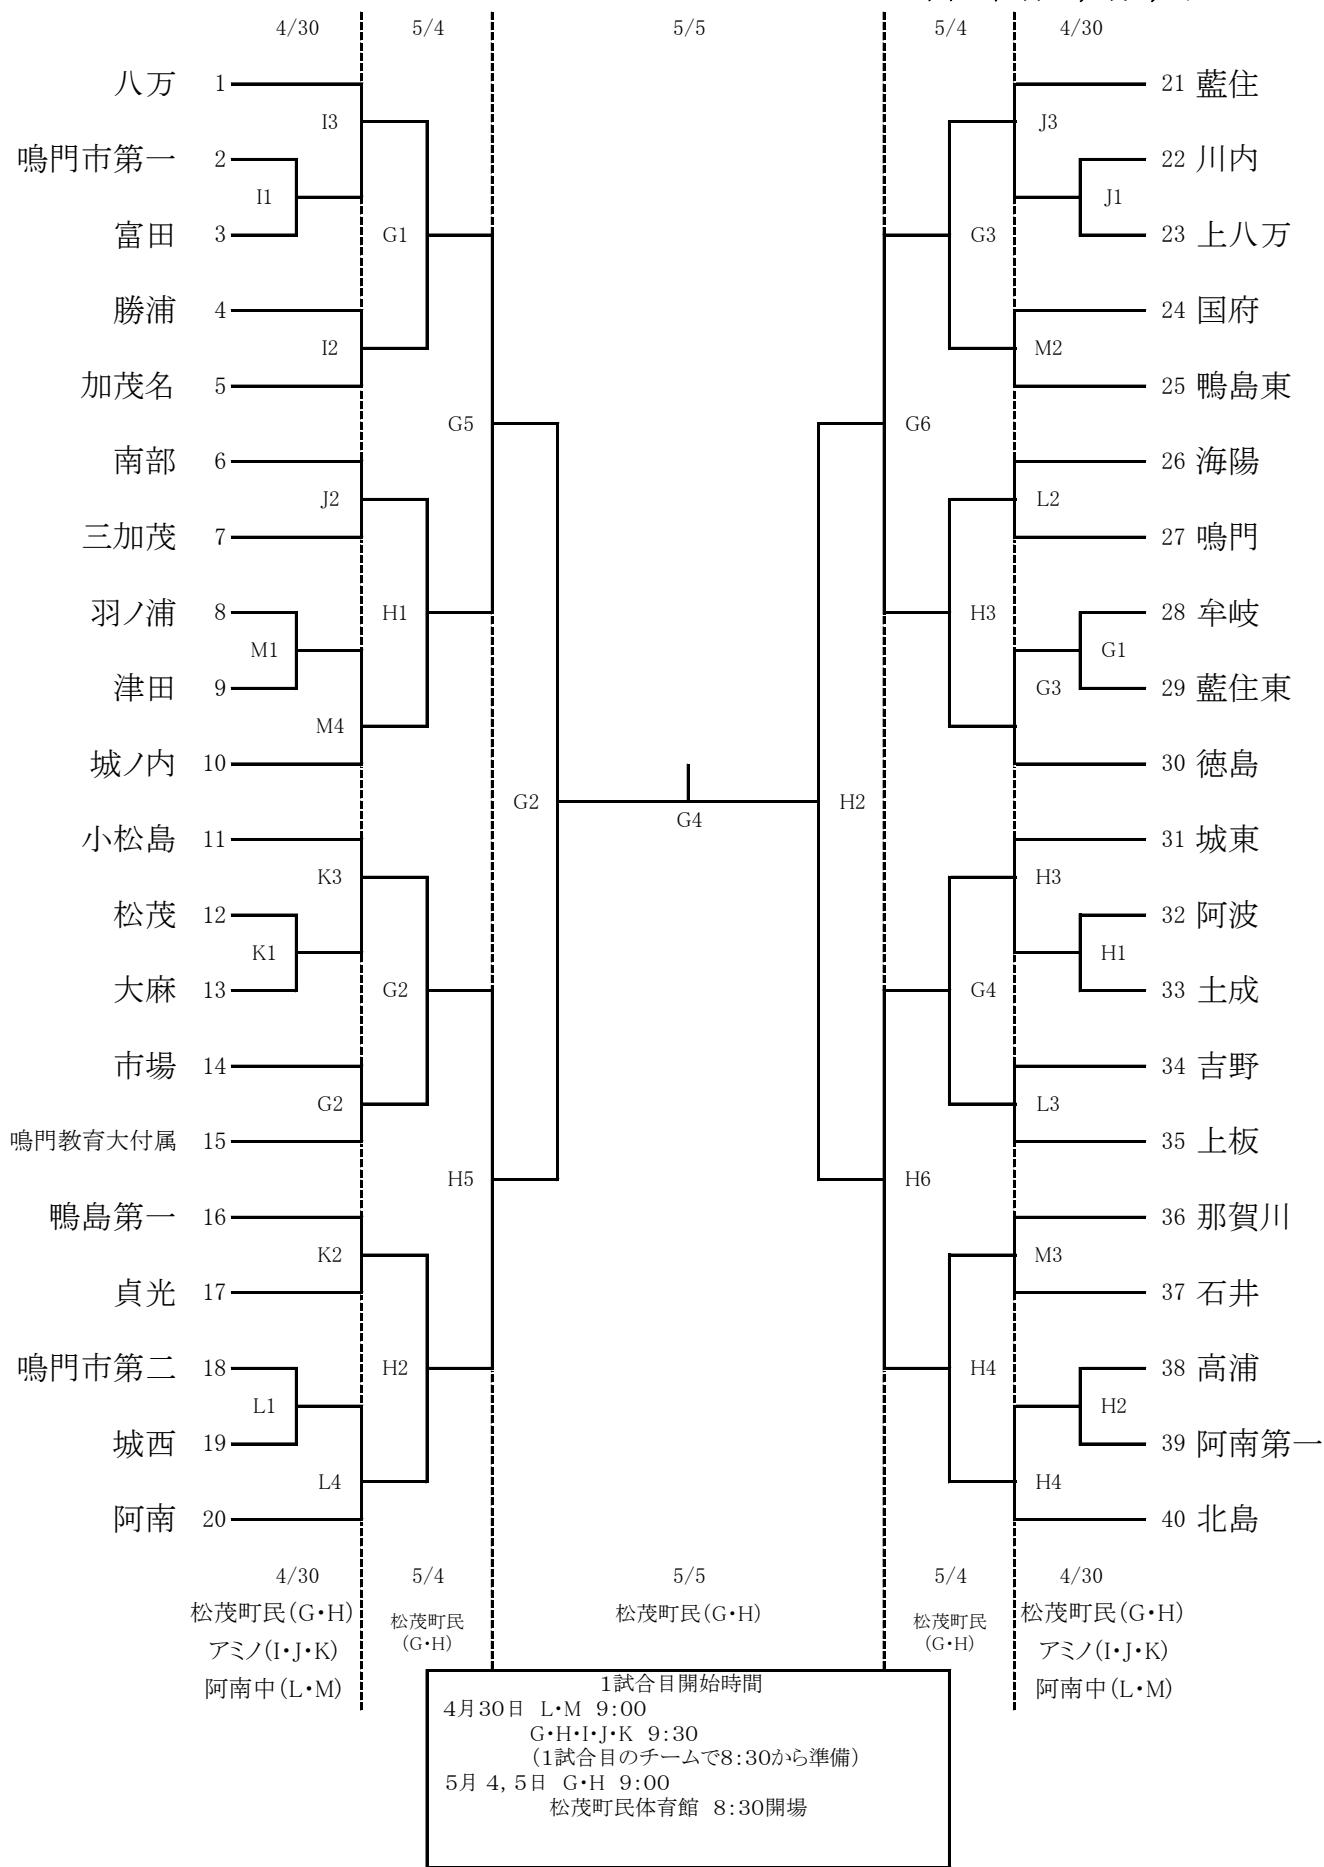 4/30 5/4 5/5 5/4 4/30
八万 1
I3
鳴門市第一 2
I1
富田 3
G1
勝浦 4
I2
加茂名 5
G5
南部 6
J2
三加茂 7
羽ノ浦 8
H1
M1
津田 9
M4
城ノ内 10
G2
小松島 11
K3
松茂 12
K1
大麻 13
G2
市場 14
G2
鳴門教育大付属 15
H5
鴨島第一 16
K2
貞光 17
鳴門市第二 18
H2
L1
城西 19
L4
阿南 20
G4
21 藍住
J3
22 川内
J1
23 上八万
G3
24 国府
M2
25 鴨島東
G6
26 海陽
L2
27 鳴門
28 牟岐
H3
G1
29 藍住東
G3
30 徳島
H2
31 城東
H3
32 阿波
H1
33 土成
G4
34 吉野
L3
35 上板
H6
36 那賀川
M3
37 石井
38 高浦
H4
H2
39 阿南第一
H4
40 北島
4/30 5/4 5/5 5/4 4/30
松茂町民(G・H)
アミノ(I・J・K)
阿南中(L・M)
松茂町民
(G・H)
松茂町民(G・H)
松茂町民
(G・H)
松茂町民(G・H)
アミノ(I・J・K)
阿南中(L・M)
1試合目開始時間
4月30日 L・M 9:00
G・H・I・J・K 9:30
(1試合目のチームで8:30から準備)
5月 4, 5日 G・H 9:00
松茂町民体育館 8:30開場